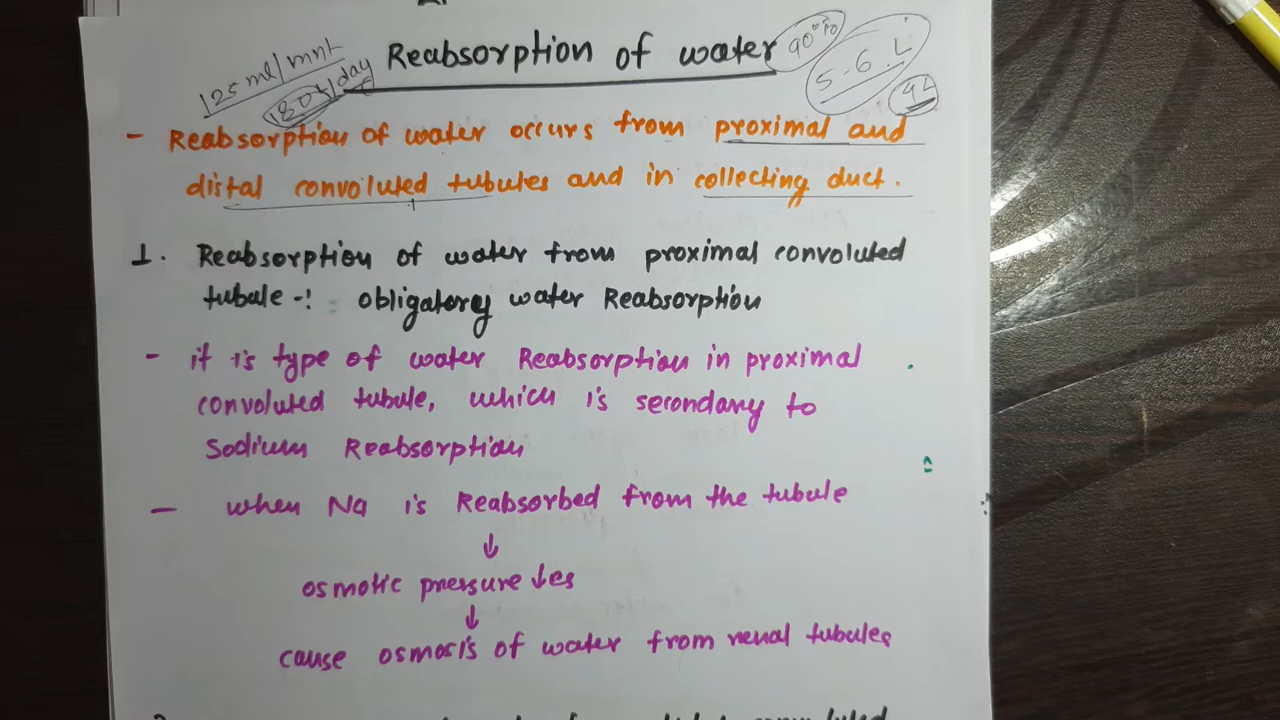 Reabsorption of water
125 ml/mnt
180 L/day
90%
5-6 L
- Reabsorption of water occurs from proximal and
distal convoluted tubules and in collecting duct.
1. Reabsorption of water from proximal convoluted
tubule -: obligatory water Reabsorption
- it is type of water Reabsorption in proximal
convoluted tubule, which is secondary to
Sodium Reabsorption
- when Na is Reabsorbed from the tubule
↓
osmotic pressure ↓es
↓
cause osmosis of water from renal tubules